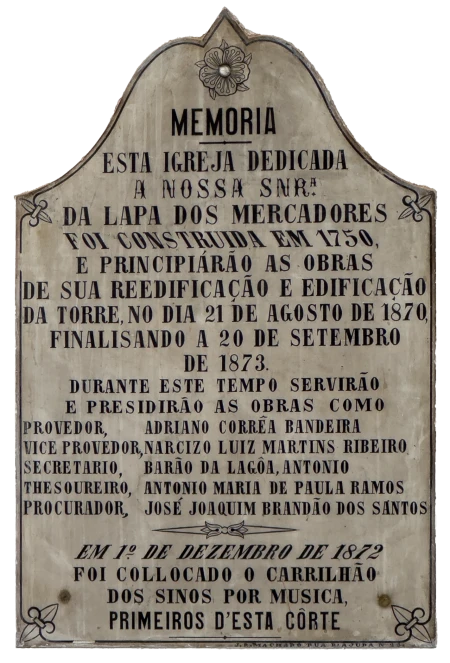 MEMORIA
ESTA IGREJA DEDICADA
A NOSSA SNRª
DA LAPA DOS MERCADORES
FOI CONSTRUIDA EM 1750,
E PRINCIPIÁRÃO AS OBRAS
DE SUA REEDIFICAÇÃO E EDIFICAÇÃO
DA TORRE, NO DIA 21 DE AGOSTO DE 1870,
FINALISANDO A 20 DE SETEMBRO
DE 1873.
DURANTE ESTE TEMPO SERVIRÃO
E PRESIDIRÃO AS OBRAS COMO
PROVEDOR, ADRIANO CORRÊA BANDEIRA
VICE PROVEDOR, NARCIZO LUIZ MARTINS RIBEIRO
SECRETARIO, BARÃO DA LAGÔA, ANTONIO
THESOUREIRO, ANTONIO MARIA DE PAULA RAMOS
PROCURADOR, JOSÉ JOAQUIM BRANDÃO DOS SANTOS
EM 1º DE DEZEMBRO DE 1872
FOI COLLOCADO O CARRILHÃO
DOS SINOS POR MUSICA,
PRIMEIROS D'ESTA CÔRTE
RUA